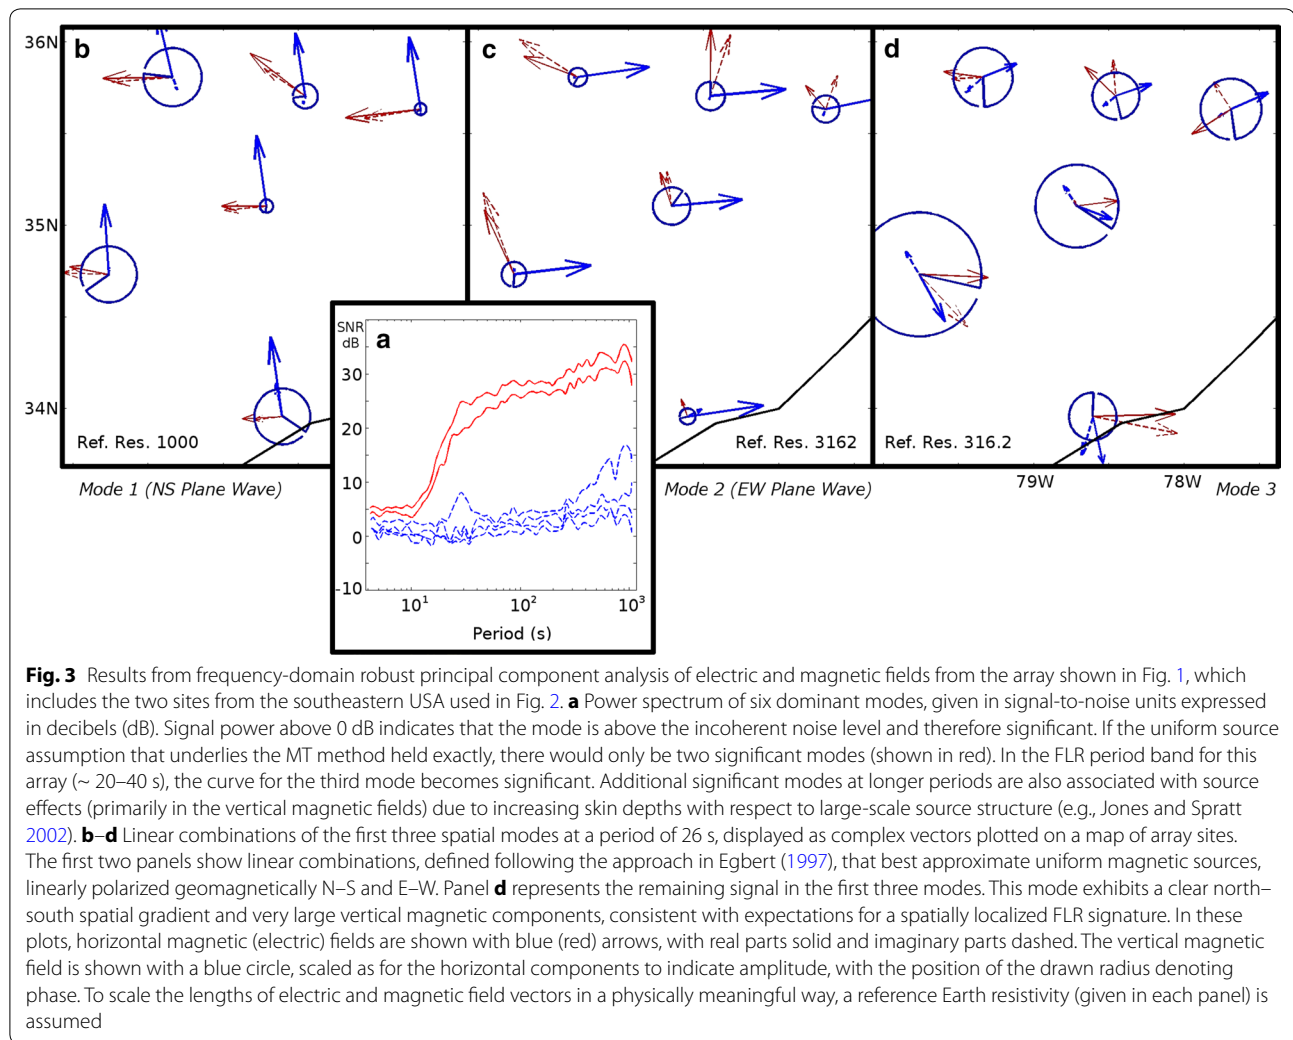 b
c
d
36N
35N
34N
Ref. Res. 1000
Ref. Res. 3162
Ref. Res. 316.2
Mode 1 (NS Plane Wave)
Mode 2 (EW Plane Wave)
79W
78W
Mode 3
a
SNR
dB
30
20
10
0
-10
10¹
10²
10³
Period (s)
Fig. 3 Results from frequency-domain robust principal component analysis of electric and magnetic fields from the array shown in Fig. 1, which
includes the two sites from the southeastern USA used in Fig. 2. a Power spectrum of six dominant modes, given in signal-to-noise units expressed
in decibels (dB). Signal power above 0 dB indicates that the mode is above the incoherent noise level and therefore significant. If the uniform source
assumption that underlies the MT method held exactly, there would only be two significant modes (shown in red). In the FLR period band for this
array (~ 20–40 s), the curve for the third mode becomes significant. Additional significant modes at longer periods are also associated with source
effects (primarily in the vertical magnetic fields) due to increasing skin depths with respect to large-scale source structure (e.g., Jones and Spratt
2002). b–d Linear combinations of the first three spatial modes at a period of 26 s, displayed as complex vectors plotted on a map of array sites.
The first two panels show linear combinations, defined following the approach in Egbert (1997), that best approximate uniform magnetic sources,
linearly polarized geomagnetically N–S and E–W. Panel d represents the remaining signal in the first three modes. This mode exhibits a clear north–
south spatial gradient and very large vertical magnetic components, consistent with expectations for a spatially localized FLR signature. In these
plots, horizontal magnetic (electric) fields are shown with blue (red) arrows, with real parts solid and imaginary parts dashed. The vertical magnetic
field is shown with a blue circle, scaled as for the horizontal components to indicate amplitude, with the position of the drawn radius denoting
phase. To scale the lengths of electric and magnetic field vectors in a physically meaningful way, a reference Earth resistivity (given in each panel) is
assumed